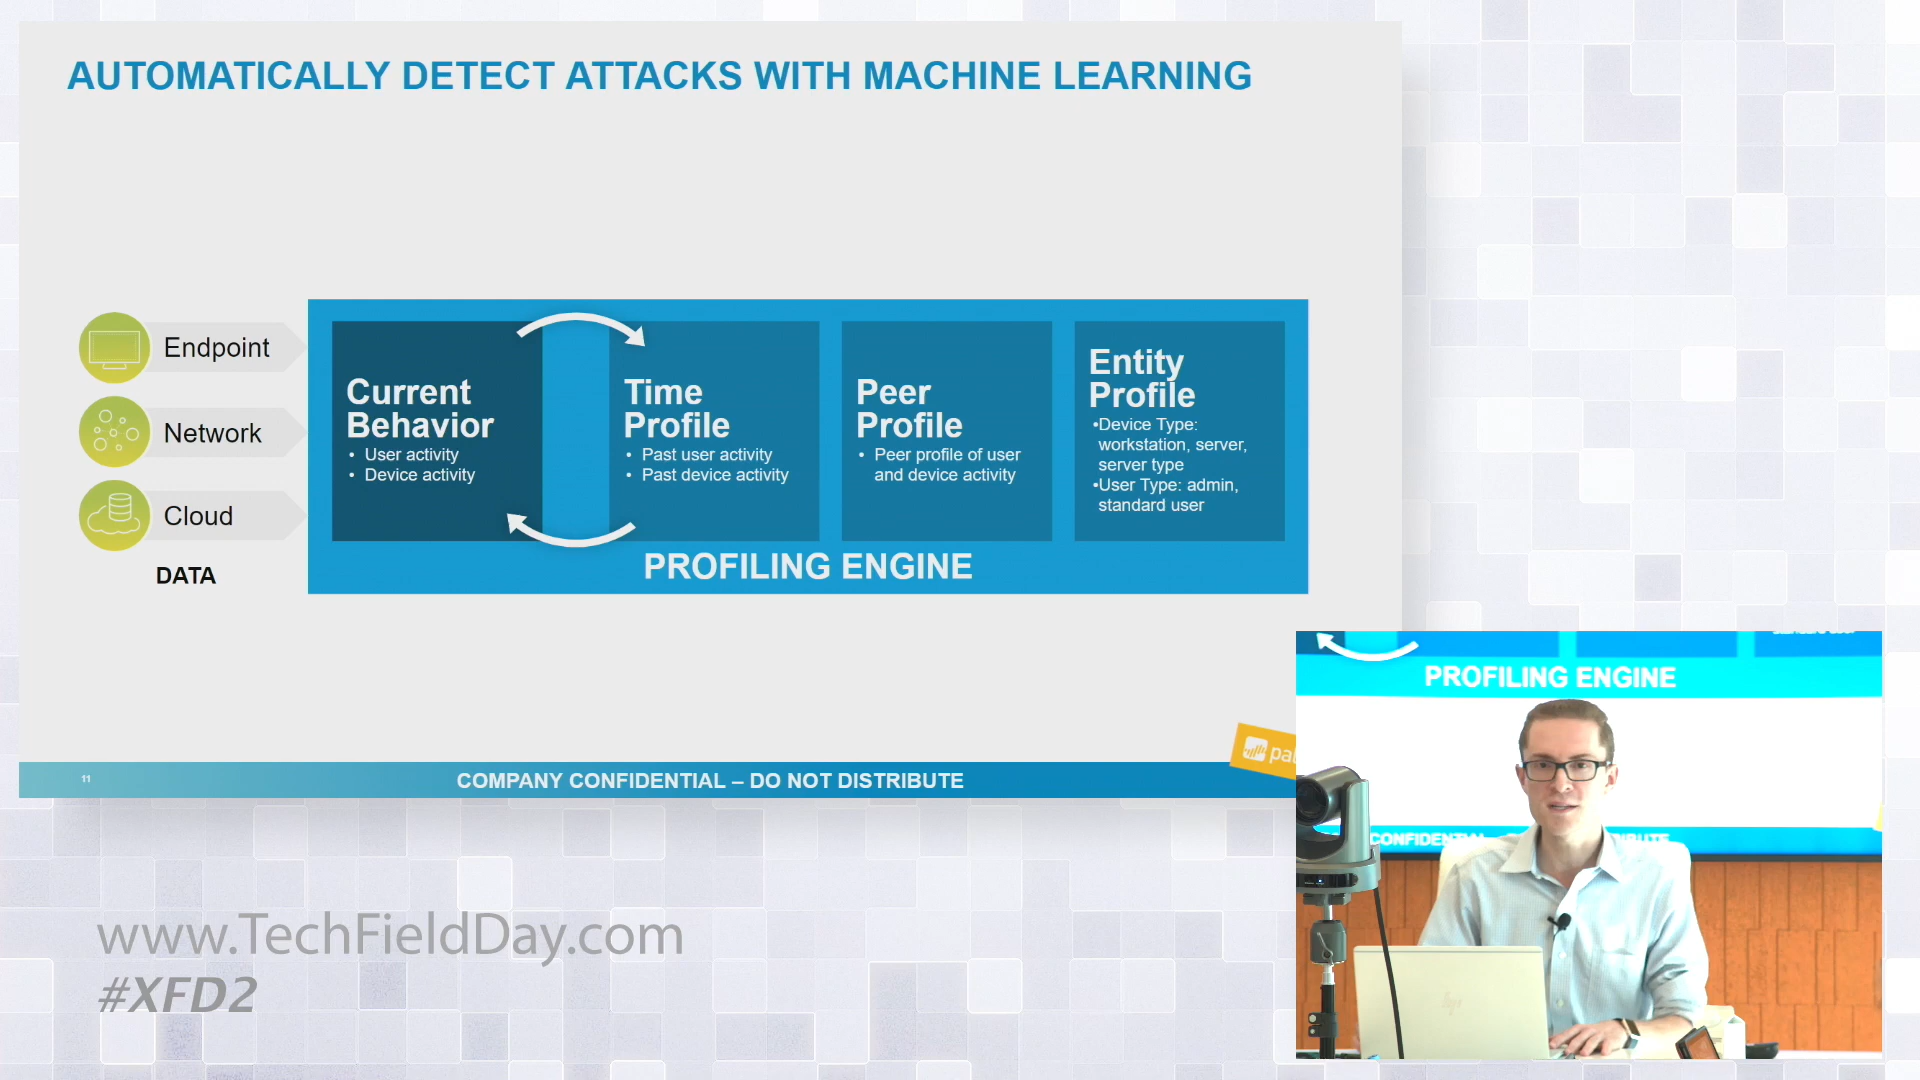 AUTOMATICALLY DETECT ATTACKS WITH MACHINE LEARNING
Endpoint
Network
Cloud
DATA
Current
Behavior
• User activity
• Device activity
Time
Profile
• Past user activity
• Past device activity
Peer
Profile
• Peer profile of user
and device activity
Entity
Profile
•Device Type:
workstation, server,
server type
•User Type: admin,
standard user
PROFILING ENGINE
11
COMPANY CONFIDENTIAL – DO NOT DISTRIBUTE
PROFILING ENGINE
CONFIDENTIAL
www.TechFieldDay.com
#XFD2
hp